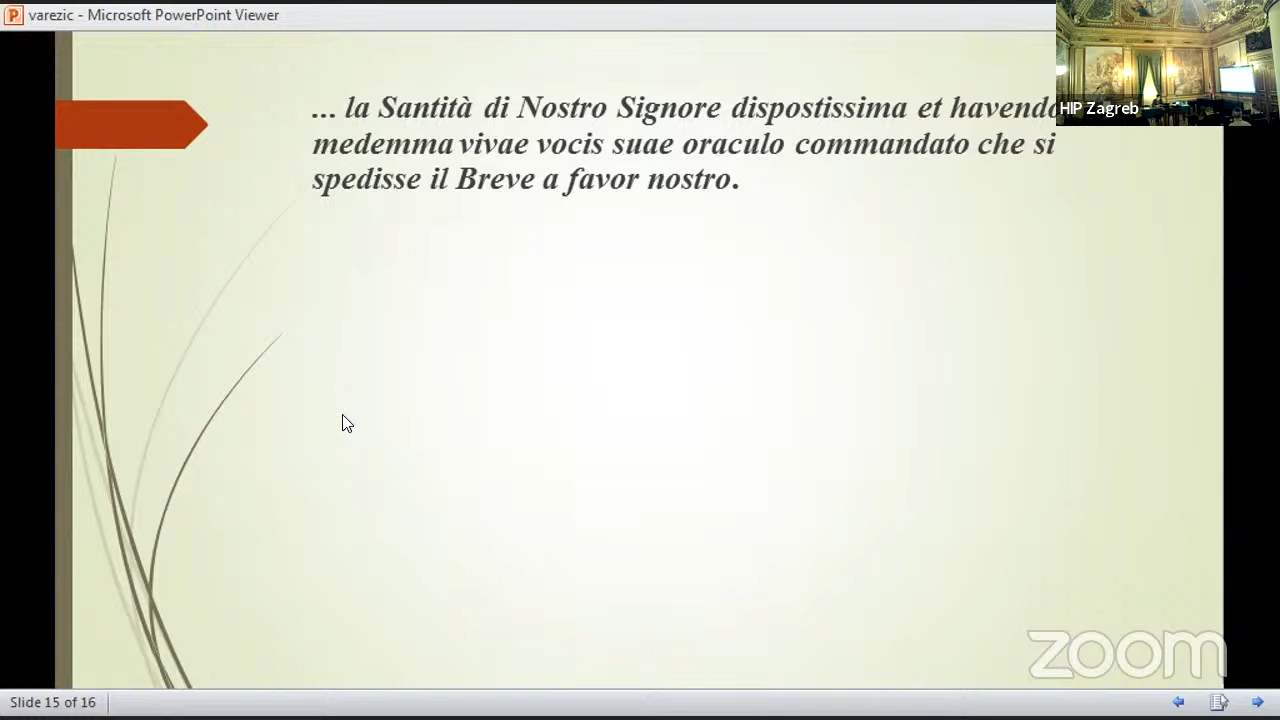 varezic - Microsoft PowerPoint Viewer
HIP Zagreb
... la Santità di Nostro Signore dispostissima et havendo
medemma vivae vocis suae oraculo commandato che si
spedisse il Breve a favor nostro.
zoom
Slide 15 of 16